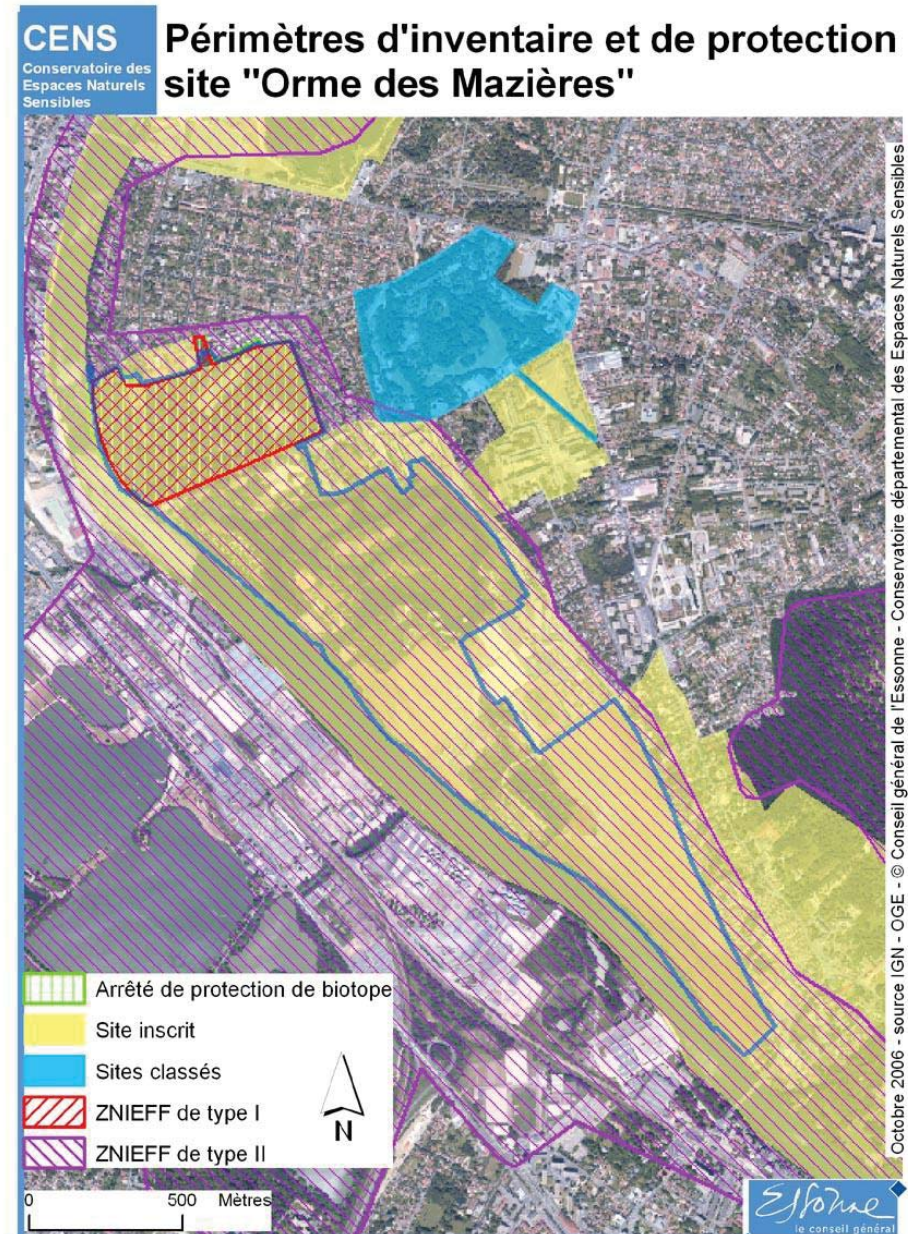 CENS
Conservatoire des
Espaces Naturels
Sensibles
Périmètres d'inventaire et de protection
site "Orme des Mazières"
Octobre 2006 - source IGN - OGE - © Conseil général de l'Essonne - Conservatoire départemental des Espaces Naturels Sensibles
Arrêté de protection de biotope
Site inscrit
Sites classés
ZNIEFF de type I
ZNIEFF de type II
N
0 500 Mètres
Essonne
le conseil général